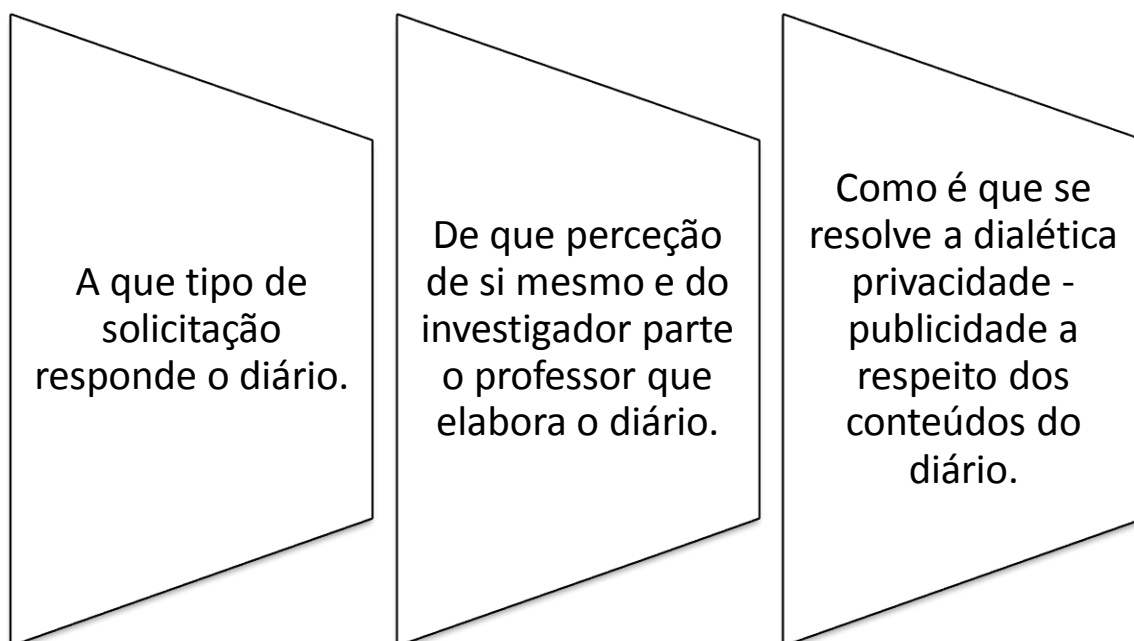 A que tipo de
solicitação
responde o diário.
De que perceção
de si mesmo e do
investigador parte
o professor que
elabora o diário.
Como é que se
resolve a dialética
privacidade -
publicidade a
respeito dos
conteúdos do
diário.